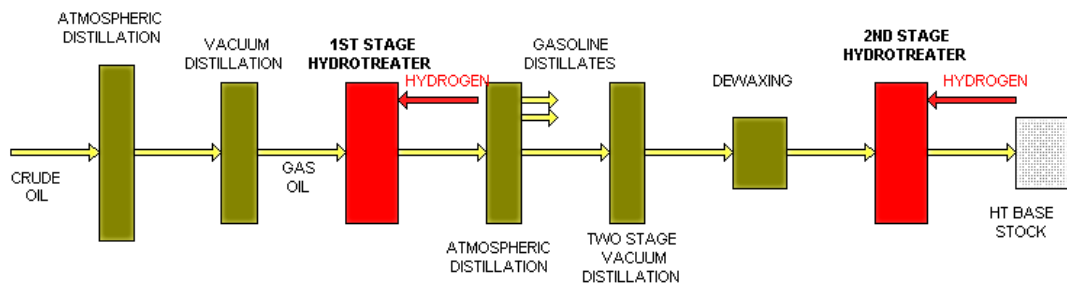 ATMOSPHERIC
DISTILLATION
VACUUM
DISTILLATION
1ST STAGE
HYDROTREATER
HYDROGEN
GASOLINE
DISTILLATES
DEWAXING
2ND STAGE
HYDROTREATER
HYDROGEN
CRUDE
OIL
GAS
OIL
ATMOSPHERIC
DISTILLATION
TWO STAGE
VACUUM
DISTILLATION
HT BASE
STOCK